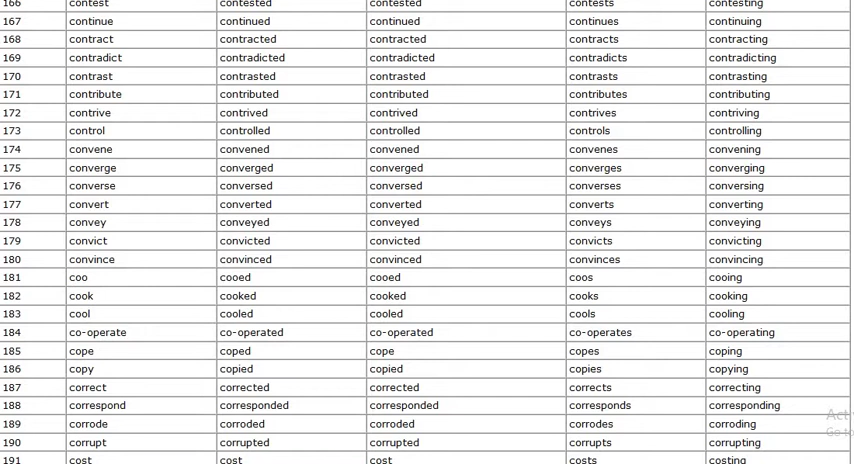 166 contest contested contested contests contesting
167 continue continued continued continues continuing
168 contract contracted contracted contracts contracting
169 contradict contradicted contradicted contradicts contradicting
170 contrast contrasted contrasted contrasts contrasting
171 contribute contributed contributed contributes contributing
172 contrive contrived contrived contrives contriving
173 control controlled controlled controls controlling
174 convene convened convened convenes convening
175 converge converged converged converges converging
176 converse conversed conversed converses conversing
177 convert converted converted converts converting
178 convey conveyed conveyed conveys conveying
179 convict convicted convicted convicts convicting
180 convince convinced convinced convinces convincing
181 coo cooed cooed coos cooing
182 cook cooked cooked cooks cooking
183 cool cooled cooled cools cooling
184 co-operate co-operated co-operated co-operates co-operating
185 cope coped cope copes coping
186 copy copied copied copies copying
187 correct corrected corrected corrects correcting
188 correspond corresponded corresponded corresponds corresponding
189 corrode corroded corroded corrodes corroding
190 corrupt corrupted corrupted corrupts corrupting
191 cost cost cost costs costing
Go to